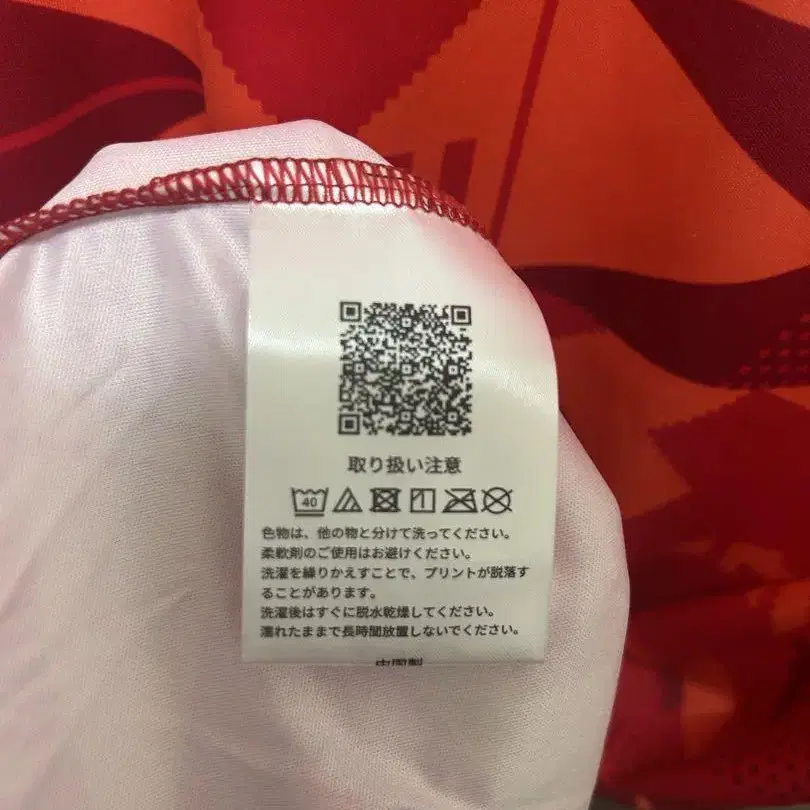 取り扱い注意
40
色物は、他の物と分けて洗ってください。
柔軟剤のご使用はお避けください。
洗濯を繰りかえすことで、プリントが脱落す
ることがあります。
洗濯後はすぐに脱水乾燥してください。
濡れたままで長時間放置しないでください。
中国製